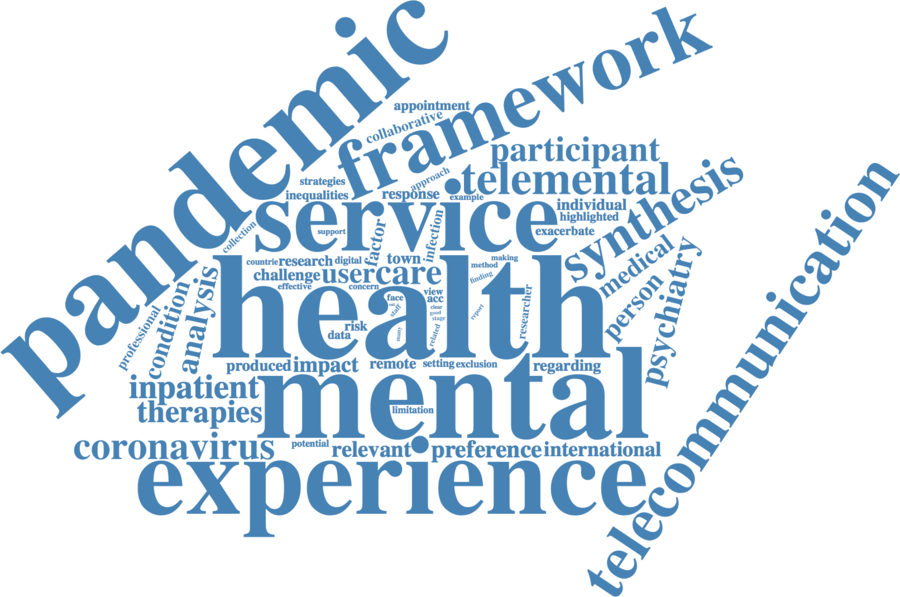 pandemic
framework
appointment
collaborative
participant
strategies
approach
telemental
inequalities
response
example
synthesis
service
individual
highlighted
support
exacerbate
collection
factor
infection
telecommunication
countrie
research
digital
town
making
method
medical
challenge
user
care
finding
effective
concern
health
person
psychiatry
professional
condition
analysis
face
staff
view
acc
clear
good
stage
report
researcher
related
risk
data
produced
impact
remote
setting
exclusion
regarding
inpatient
therapies
mental
limitation
coronavirus
potential
relevant
preference
international
experience